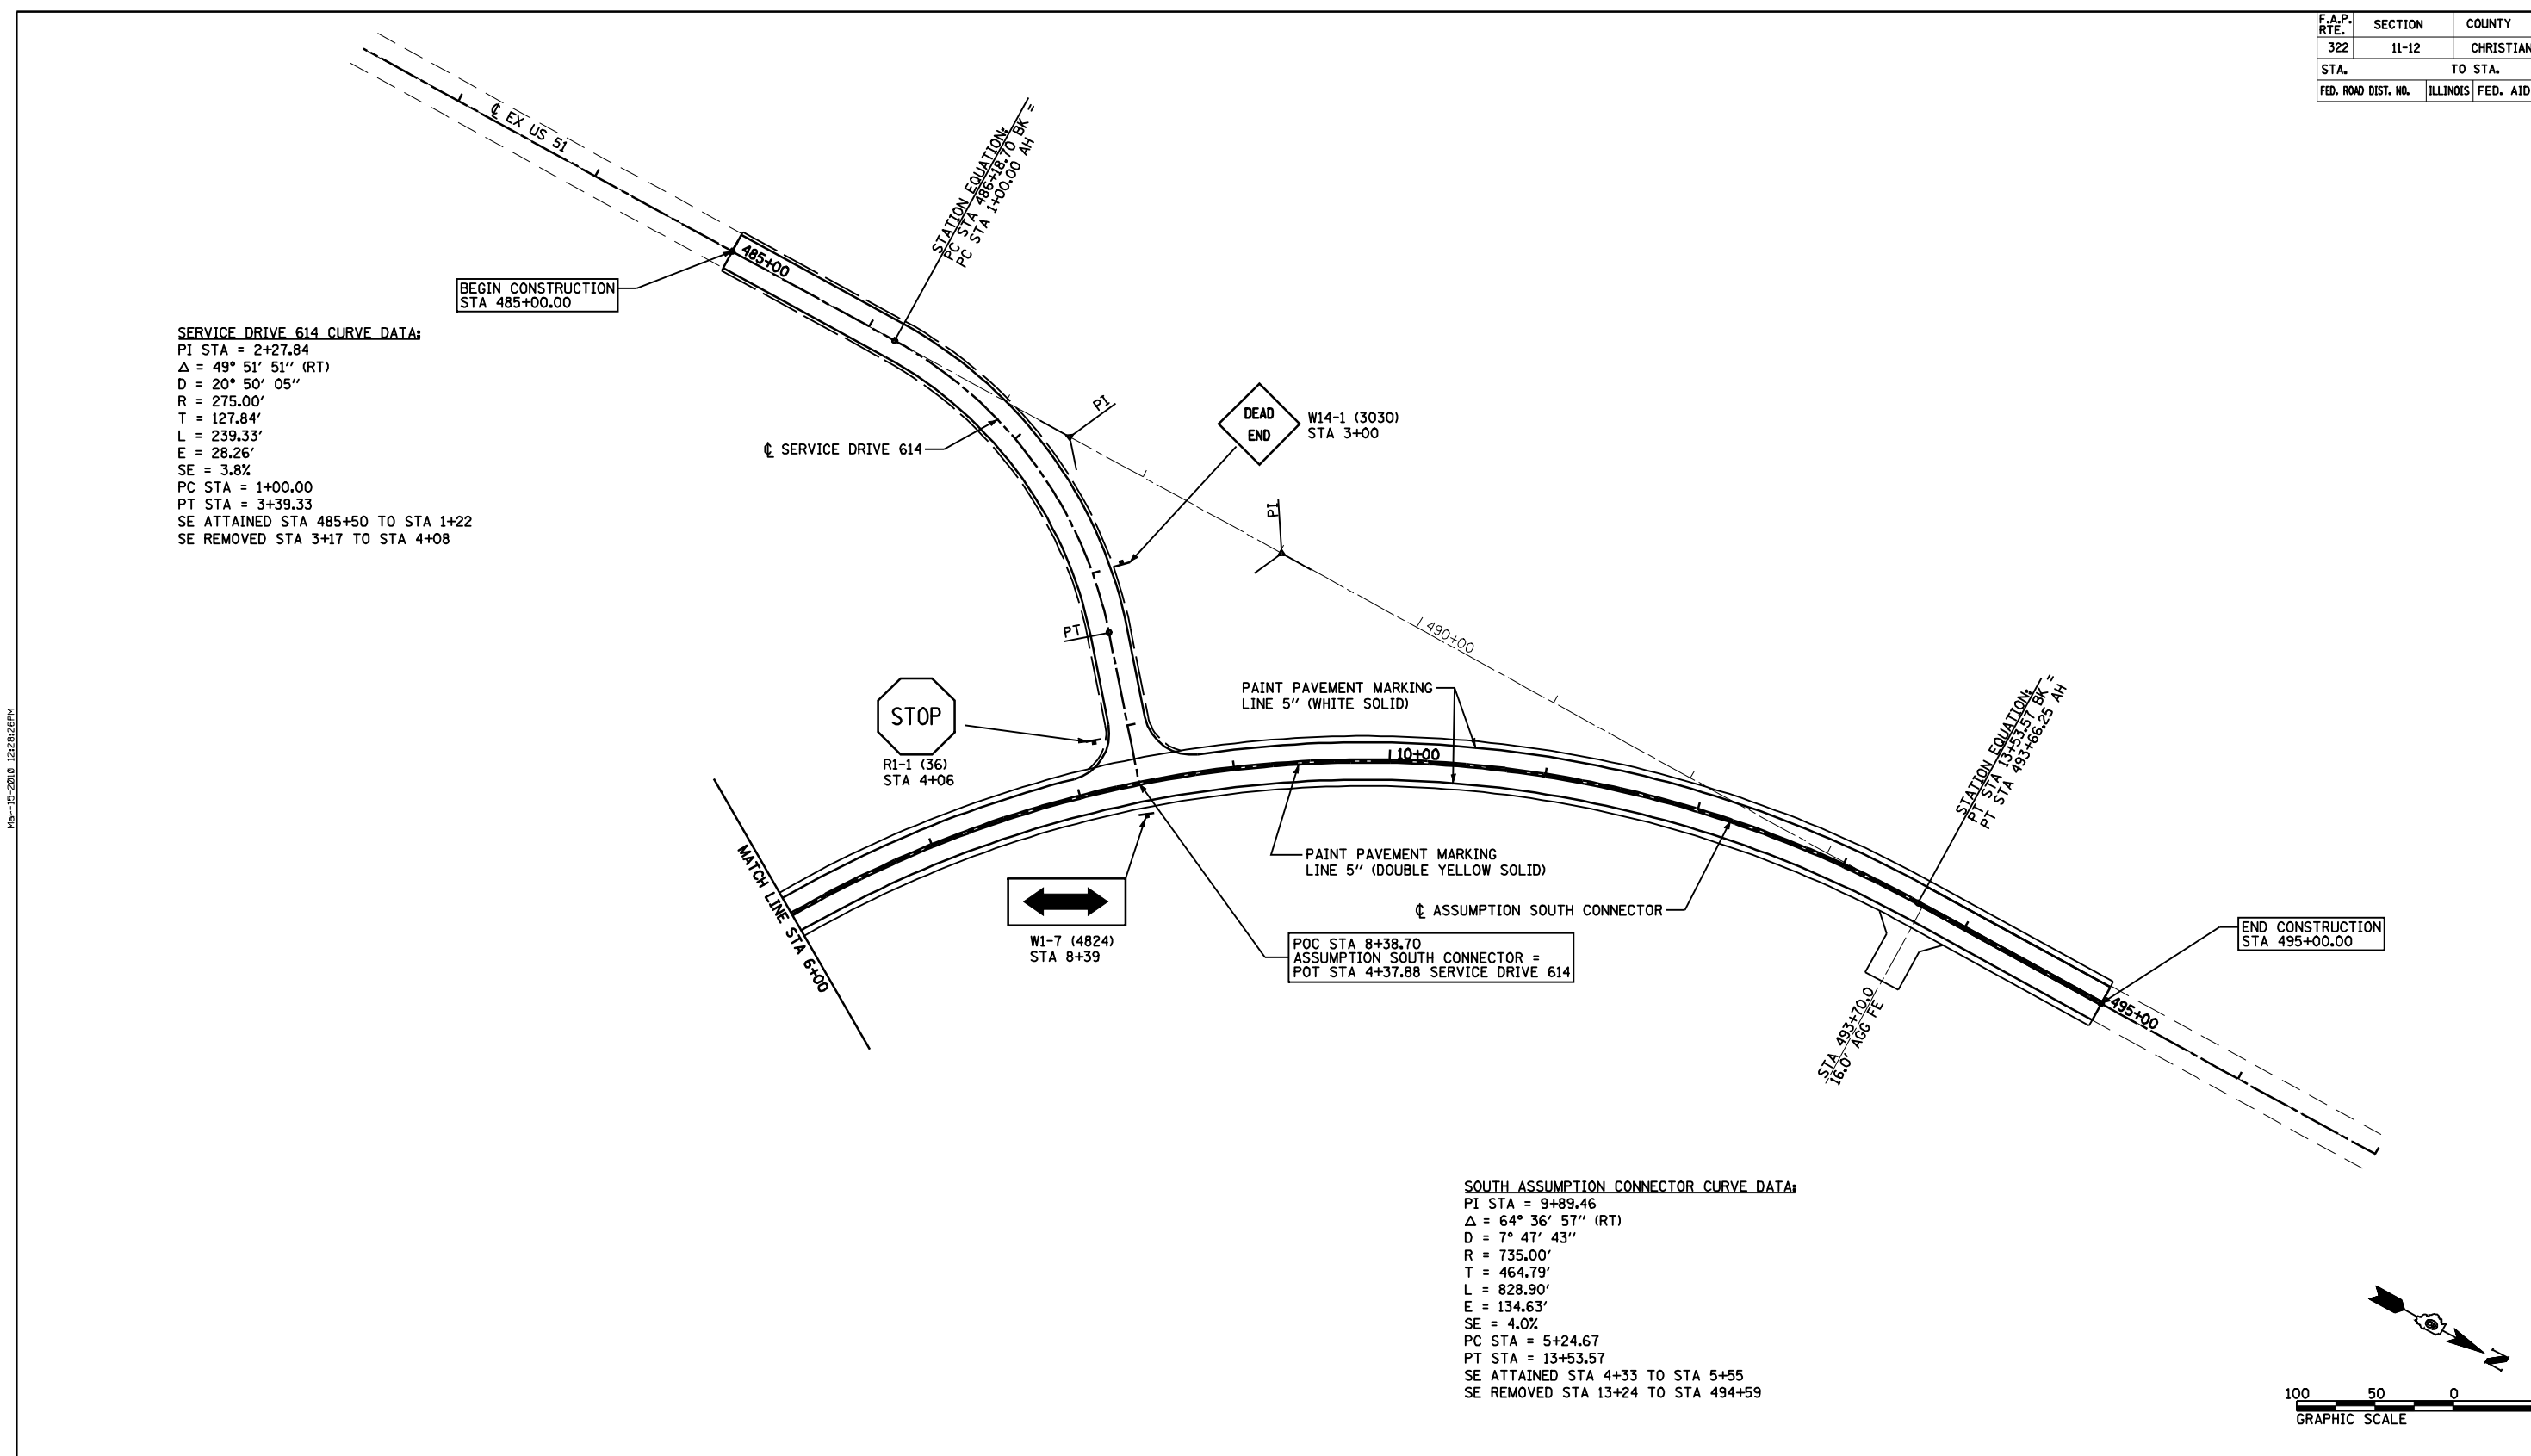 F.A.P. RTE. SECTION COUNTY
322 11-12 CHRISTIAN
STA. TO STA.
FED. ROAD DIST. NO. ILLINOIS FED. AID
℄ EX US 51
STATION EQUATION:
PC STA 486+18.70 BK =
PC STA 1+00.00 AH
485+00
BEGIN CONSTRUCTION
STA 485+00.00
SERVICE DRIVE 614 CURVE DATA:
PI STA = 2+27.84
Δ = 49° 51' 51'' (RT)
D = 20° 50' 05''
R = 275.00'
T = 127.84'
L = 239.33'
E = 28.26'
SE = 3.8%
PC STA = 1+00.00
PT STA = 3+39.33
SE ATTAINED STA 485+50 TO STA 1+22
SE REMOVED STA 3+17 TO STA 4+08
PI
DEAD
END
W14-1 (3030)
STA 3+00
℄ SERVICE DRIVE 614
PI
PT
490+00
STOP
R1-1 (36)
STA 4+06
PAINT PAVEMENT MARKING
LINE 5'' (WHITE SOLID)
10+00
STATION EQUATION:
PT STA 13+53.57 BK =
PT STA 493+66.25 AH
MATCH LINE STA 6+00
PAINT PAVEMENT MARKING
LINE 5'' (DOUBLE YELLOW SOLID)
℄ ASSUMPTION SOUTH CONNECTOR
W1-7 (4824)
STA 8+39
POC STA 8+38.70
ASSUMPTION SOUTH CONNECTOR =
POT STA 4+37.88 SERVICE DRIVE 614
END CONSTRUCTION
STA 495+00.00
495+00
STA 493+70.0
16.0' AGG FE
SOUTH ASSUMPTION CONNECTOR CURVE DATA:
PI STA = 9+89.46
Δ = 64° 36' 57'' (RT)
D = 7° 47' 43''
R = 735.00'
T = 464.79'
L = 828.90'
E = 134.63'
SE = 4.0%
PC STA = 5+24.67
PT STA = 13+53.57
SE ATTAINED STA 4+33 TO STA 5+55
SE REMOVED STA 13+24 TO STA 494+59
N
100 50 0
GRAPHIC SCALE
Mar-15-2010 12:28:26PM